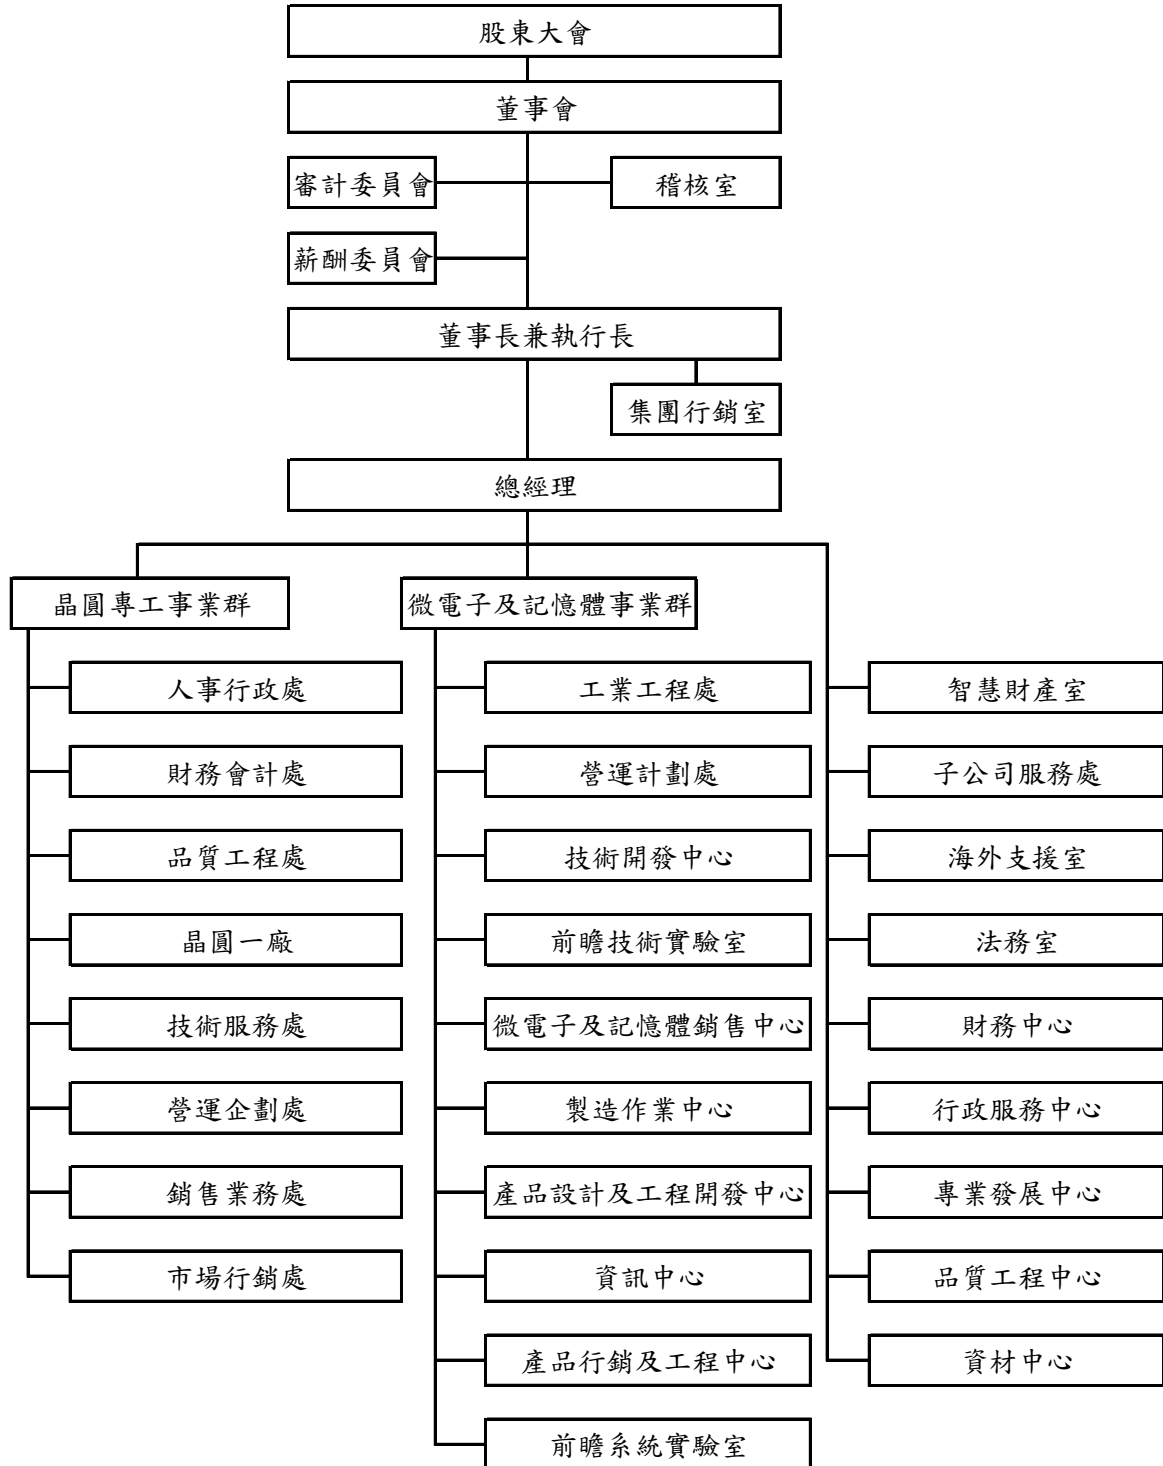 股東大會
董事會
審計委員會
稽核室
薪酬委員會
董事長兼執行長
集團行銷室
總經理
晶圓專工事業群
微電子及記憶體事業群
人事行政處
工業工程處
智慧財產室
財務會計處
營運計劃處
子公司服務處
品質工程處
技術開發中心
海外支援室
晶圓一廠
前瞻技術實驗室
法務室
技術服務處
微電子及記憶體銷售中心
財務中心
營運企劃處
製造作業中心
行政服務中心
銷售業務處
產品設計及工程開發中心
專業發展中心
市場行銷處
資訊中心
品質工程中心
產品行銷及工程中心
資材中心
前瞻系統實驗室